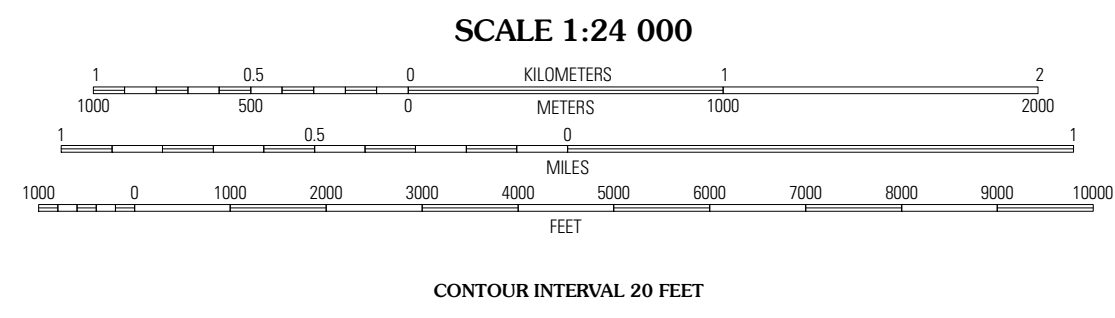 SCALE 1:24 000
1 0.5 0 KILOMETERS 1 2
1000 500 0 METERS 1000 2000
1 0.5 0 1
MILES
1000 0 1000 2000 3000 4000 5000 6000 7000 8000 9000 10000
FEET
CONTOUR INTERVAL 20 FEET